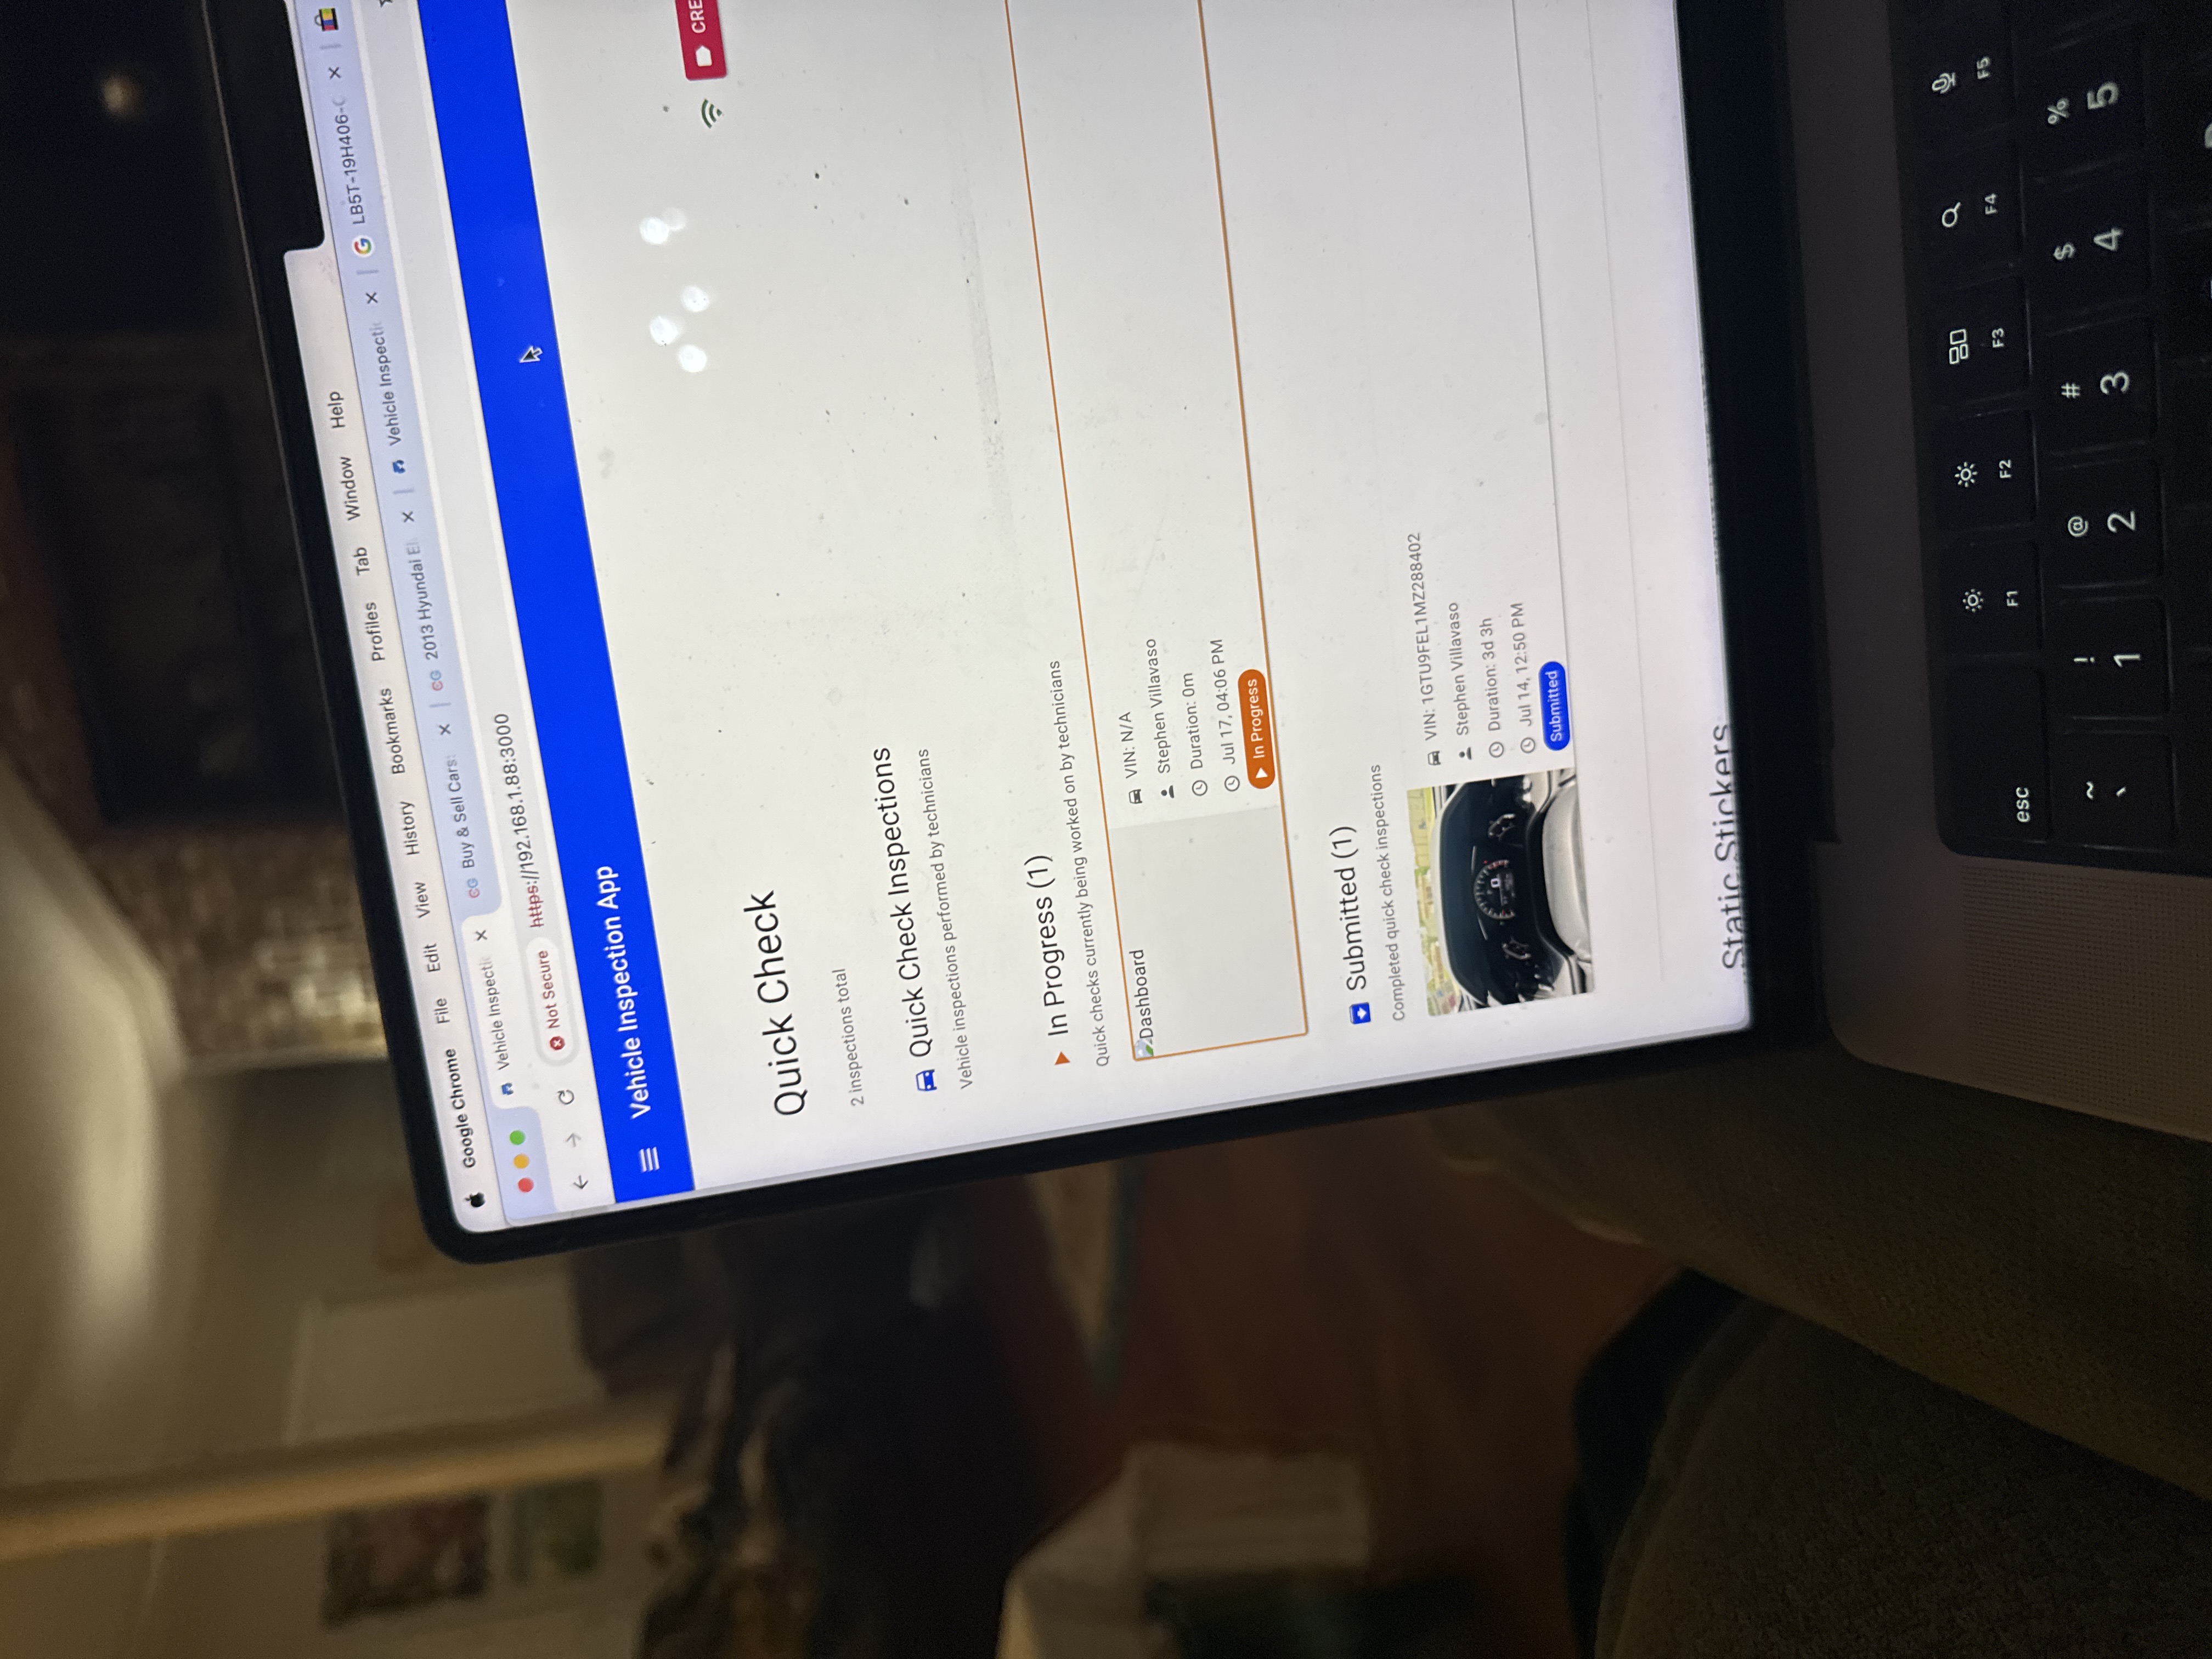 Google Chrome File Edit View History Bookmarks Profiles Tab Window Help
Vehicle Inspecti Buy & Sell Cars: 2013 Hyundai El Vehicle Inspecti LB5T-19H406-
Not Secure https://192.168.1.88:3000
Vehicle Inspection App
CRE
Quick Check
2 inspections total
Quick Check Inspections
Vehicle inspections performed by technicians
In Progress (1)
Quick checks currently being worked on by technicians
Dashboard
VIN: N/A
Stephen Villavaso
Duration: 0m
Jul 17, 04:06 PM
In Progress
Submitted (1)
Completed quick check inspections
VIN: 1GTU9FEL1MZ288402
Stephen Villavaso
Duration: 3d 3h
Jul 14, 12:50 PM
Submitted
Static Stickers
esc F1 F2 F3 F4 F5
~ ! @ # $ %
` 1 2 3 4 5